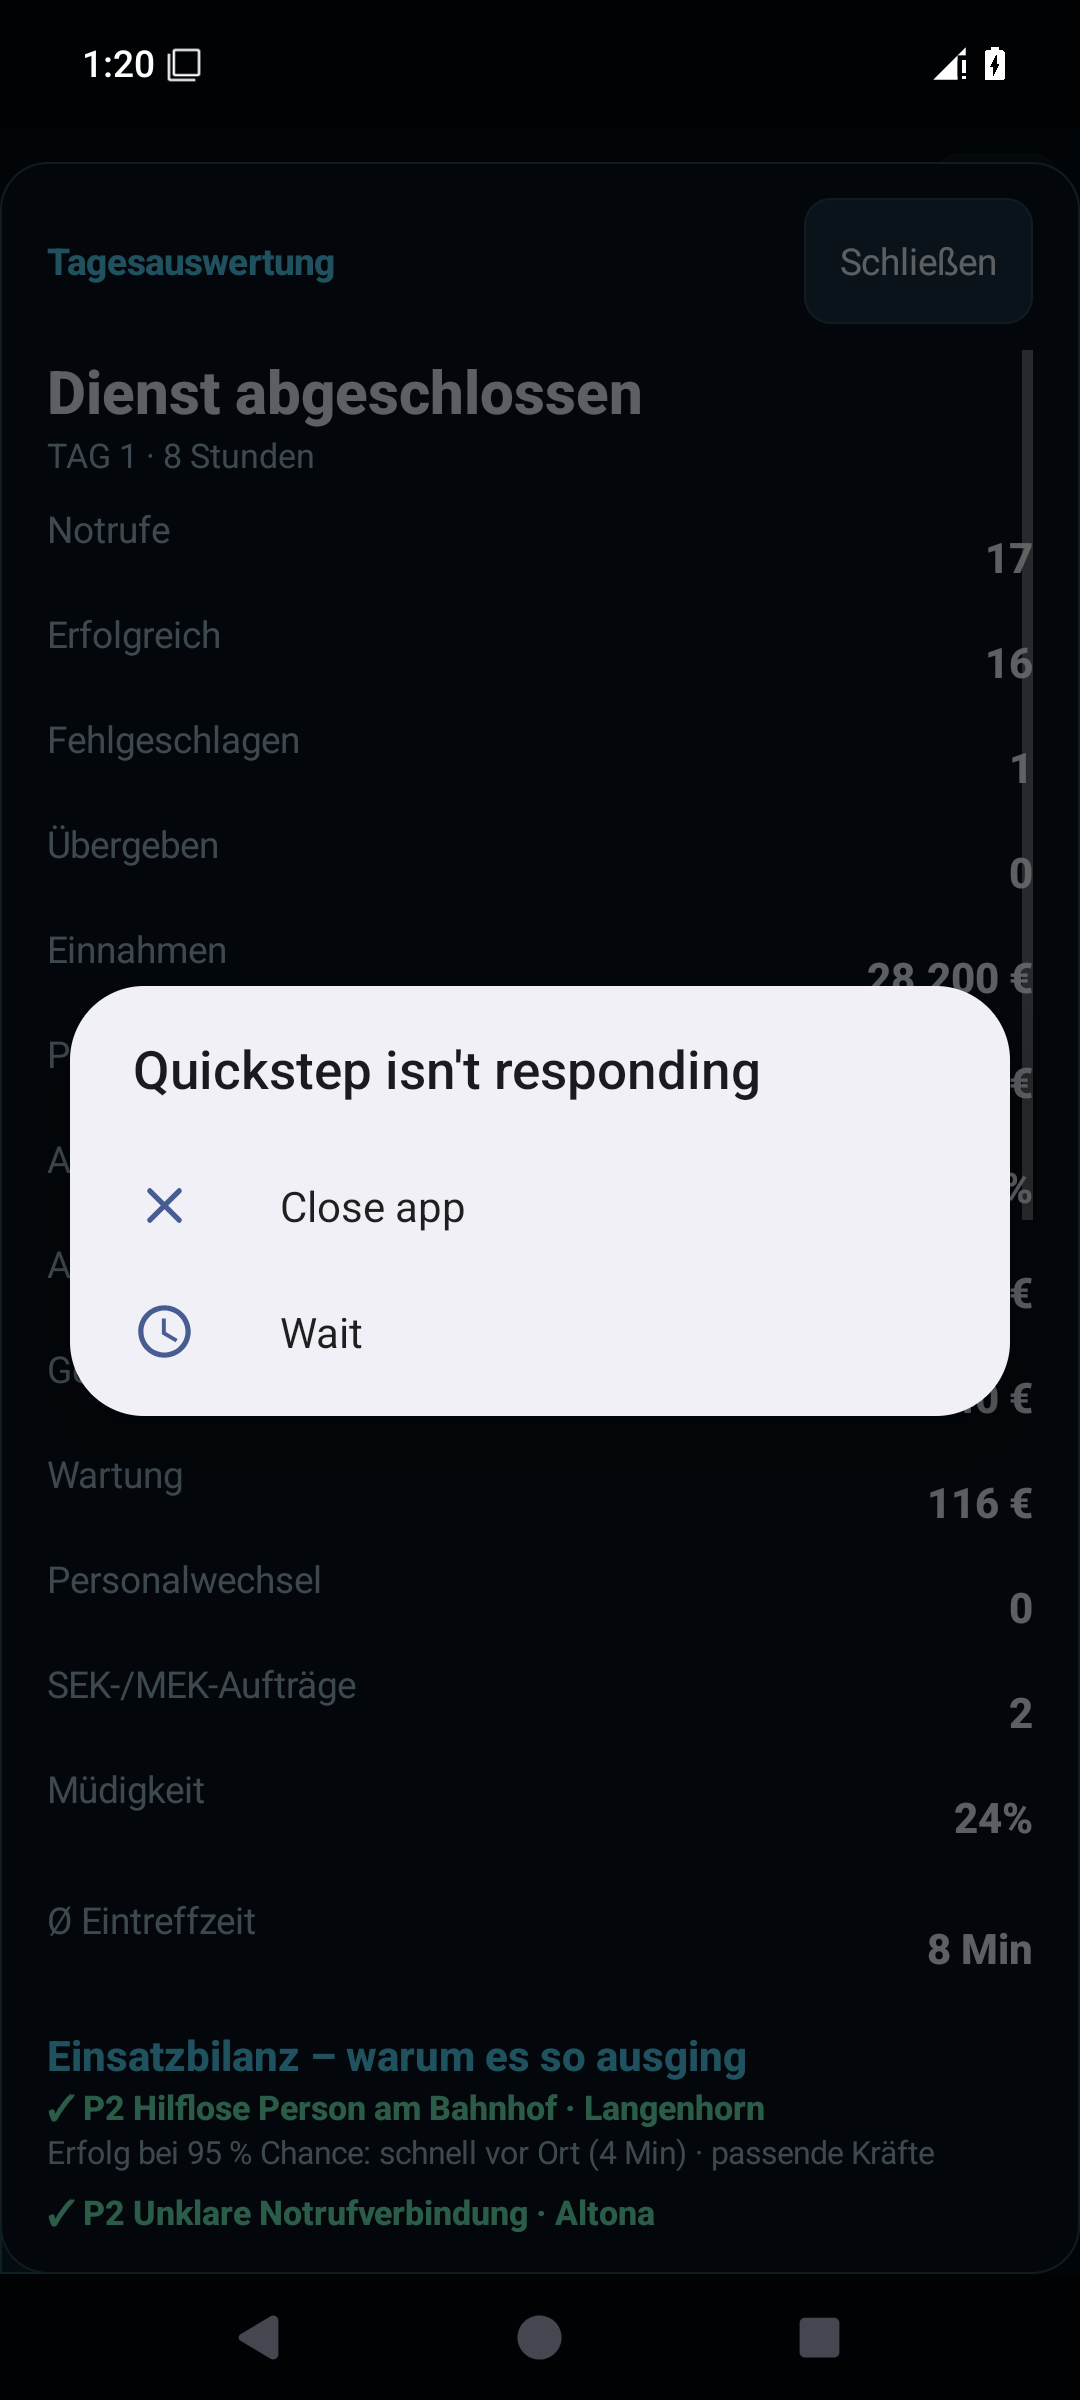 1:20
Tagesauswertung
Schließen
Dienst abgeschlossen
TAG 1 · 8 Stunden
Notrufe
17
Erfolgreich
16
Fehlgeschlagen
1
Übergeben
0
Einnahmen
28 200 €
P
€
Quickstep isn't responding
A
%
Close app
A
€
Wait
€
Wartung
116 €
Personalwechsel
0
SEK-/MEK-Aufträge
2
Müdigkeit
24%
Ø Eintreffzeit
8 Min
Einsatzbilanz – warum es so ausging
✓ P2 Hilflose Person am Bahnhof · Langenhorn
Erfolg bei 95 % Chance: schnell vor Ort (4 Min) · passende Kräfte
✓ P2 Unklare Notrufverbindung · Altona